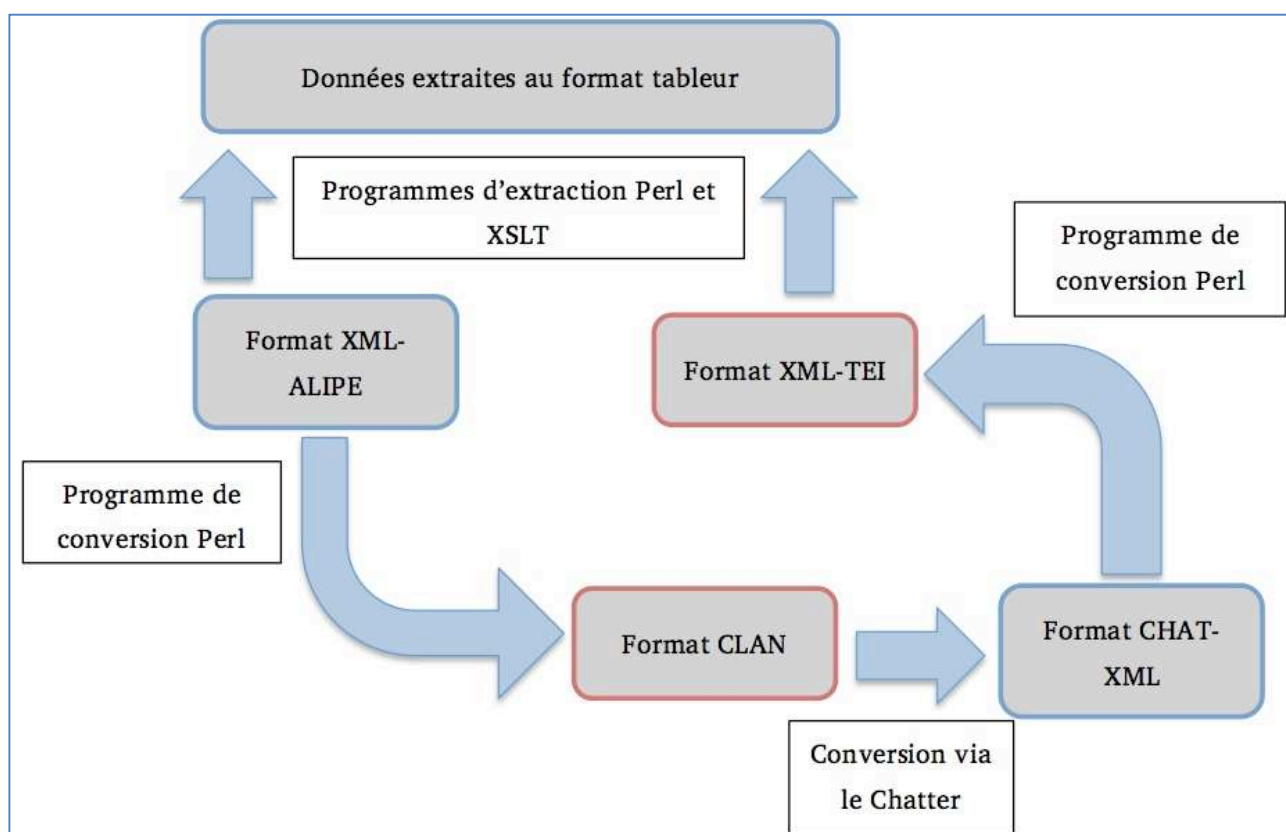 Données extraites au format tableur
Programmes d'extraction Perl et
XSLT
Programme de
conversion Perl
Format XML-
ALIPE
Format XML-TEI
Programme de
conversion Perl
Format CLAN
Format CHAT-
XML
Conversion via
le Chatter